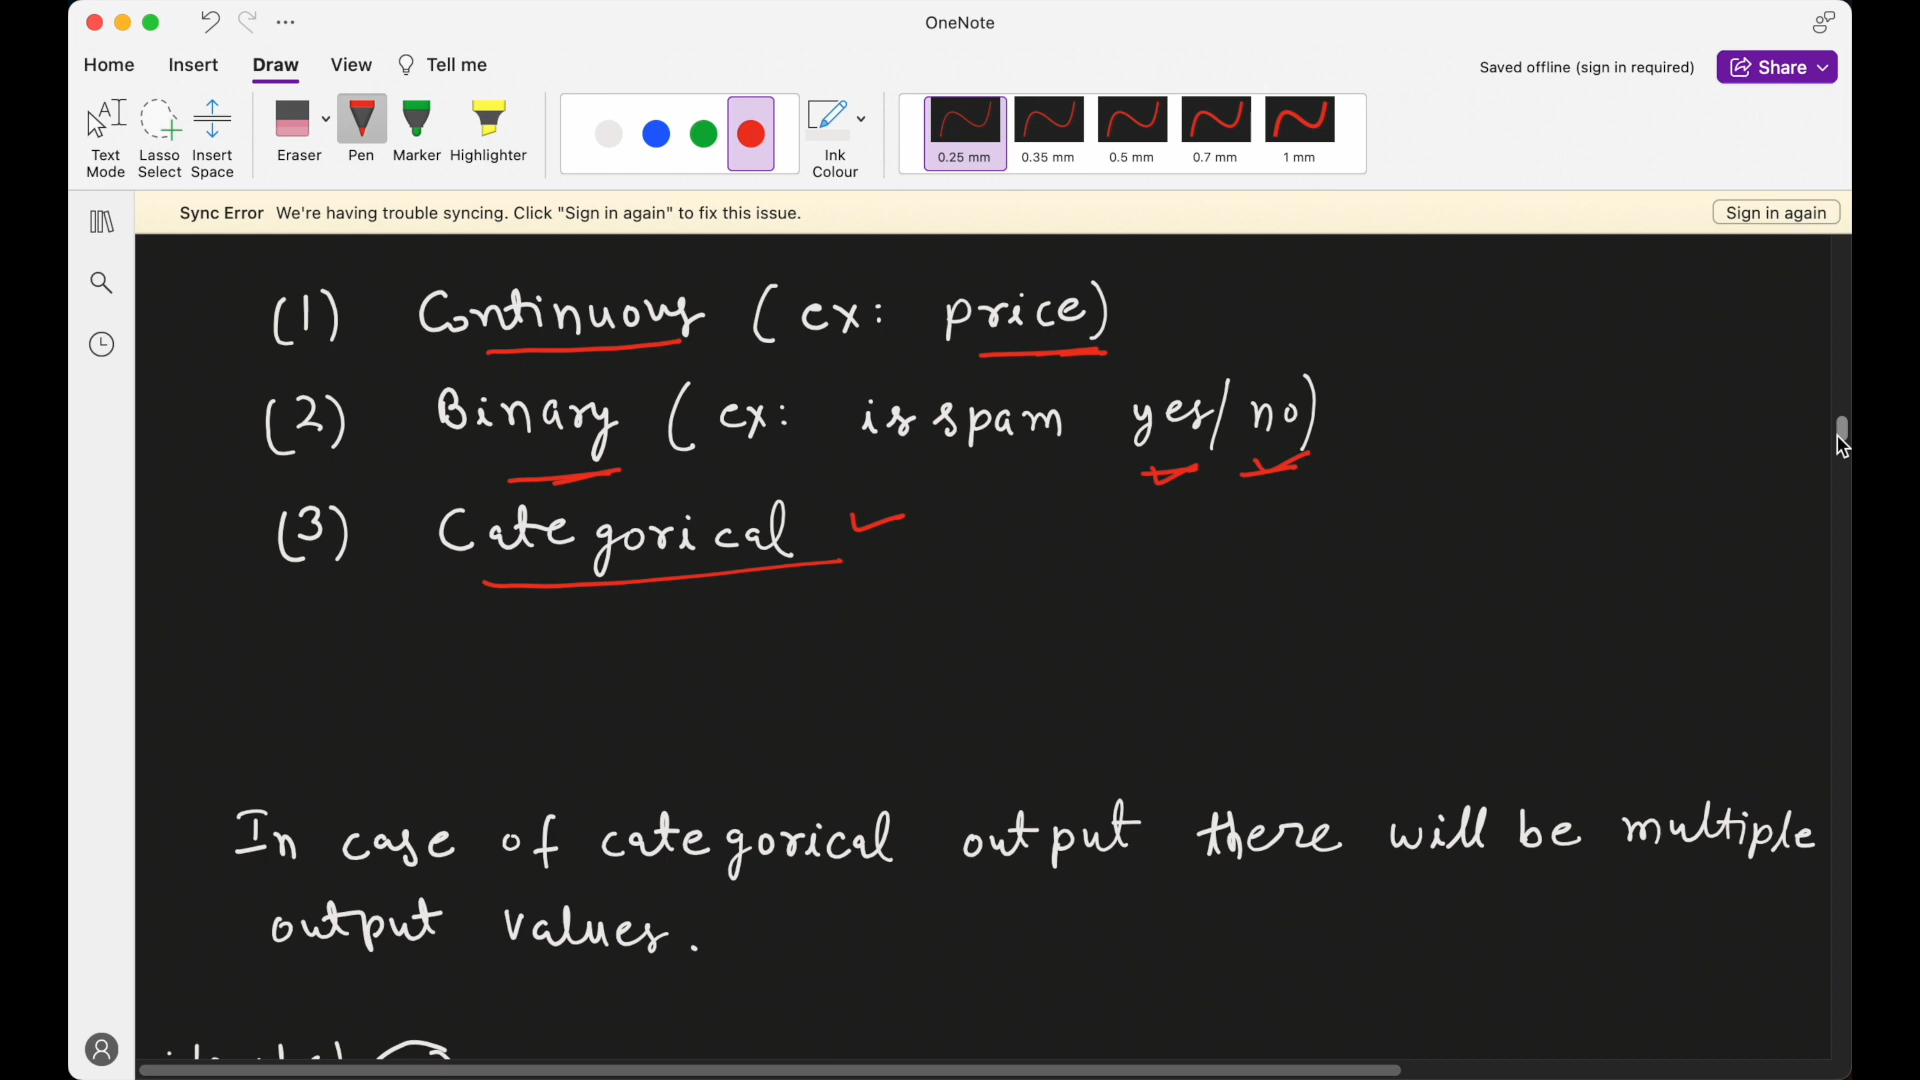 OneNote
Home Insert Draw View Tell me
Saved offline (sign in required) Share
Text Mode
Lasso Select
Insert Space
Eraser
Pen
Marker
Highlighter
Ink Colour
0.25 mm 0.35 mm 0.5 mm 0.7 mm 1 mm
Sync Error We're having trouble syncing. Click "Sign in again" to fix this issue. Sign in again
(1) Continuous (ex: price)
(2) Binary (ex: is spam yes/no)
(3) Categorical
In case of categorical output there will be multiple
output values.